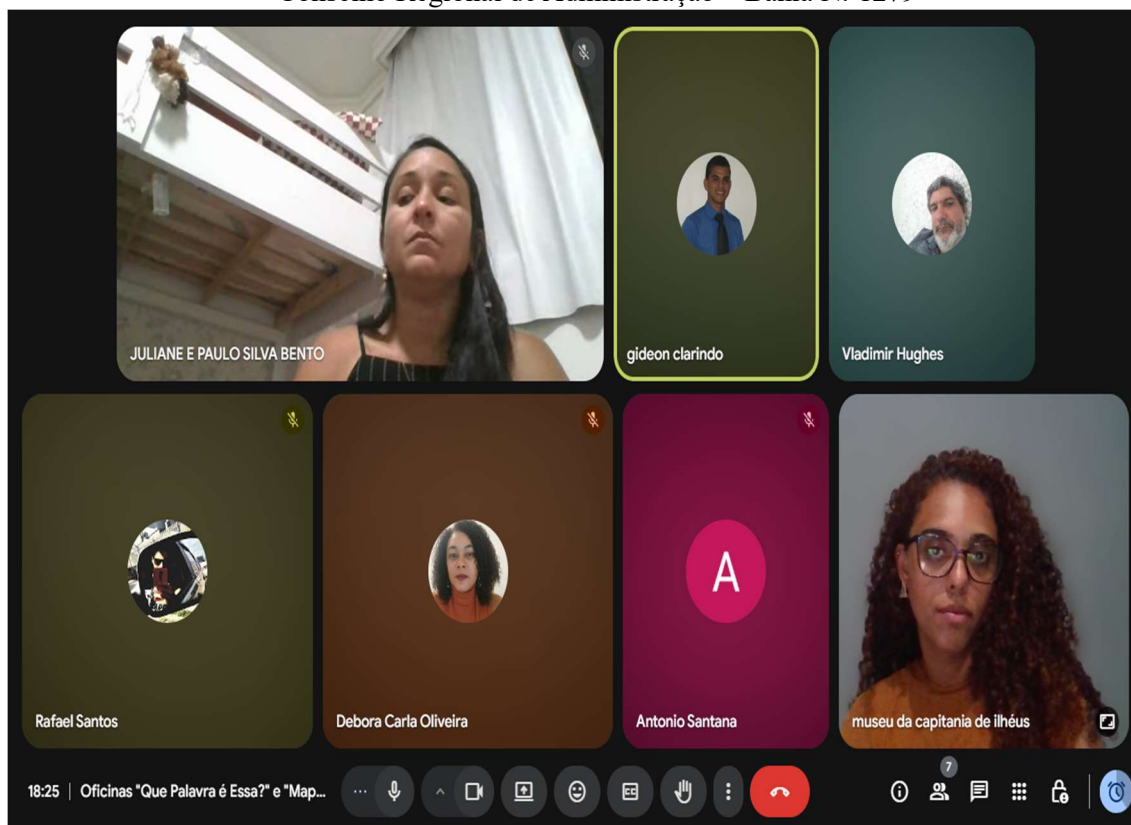 JULIANE E PAULO SILVA BENTO
gideon clarindo
Vladimir Hughes
Rafael Santos
Debora Carla Oliveira
A
Antonio Santana
museu da capitania de ilhéus
7
18:25 | Oficinas "Que Palavra é Essa?" e "Map...
CC